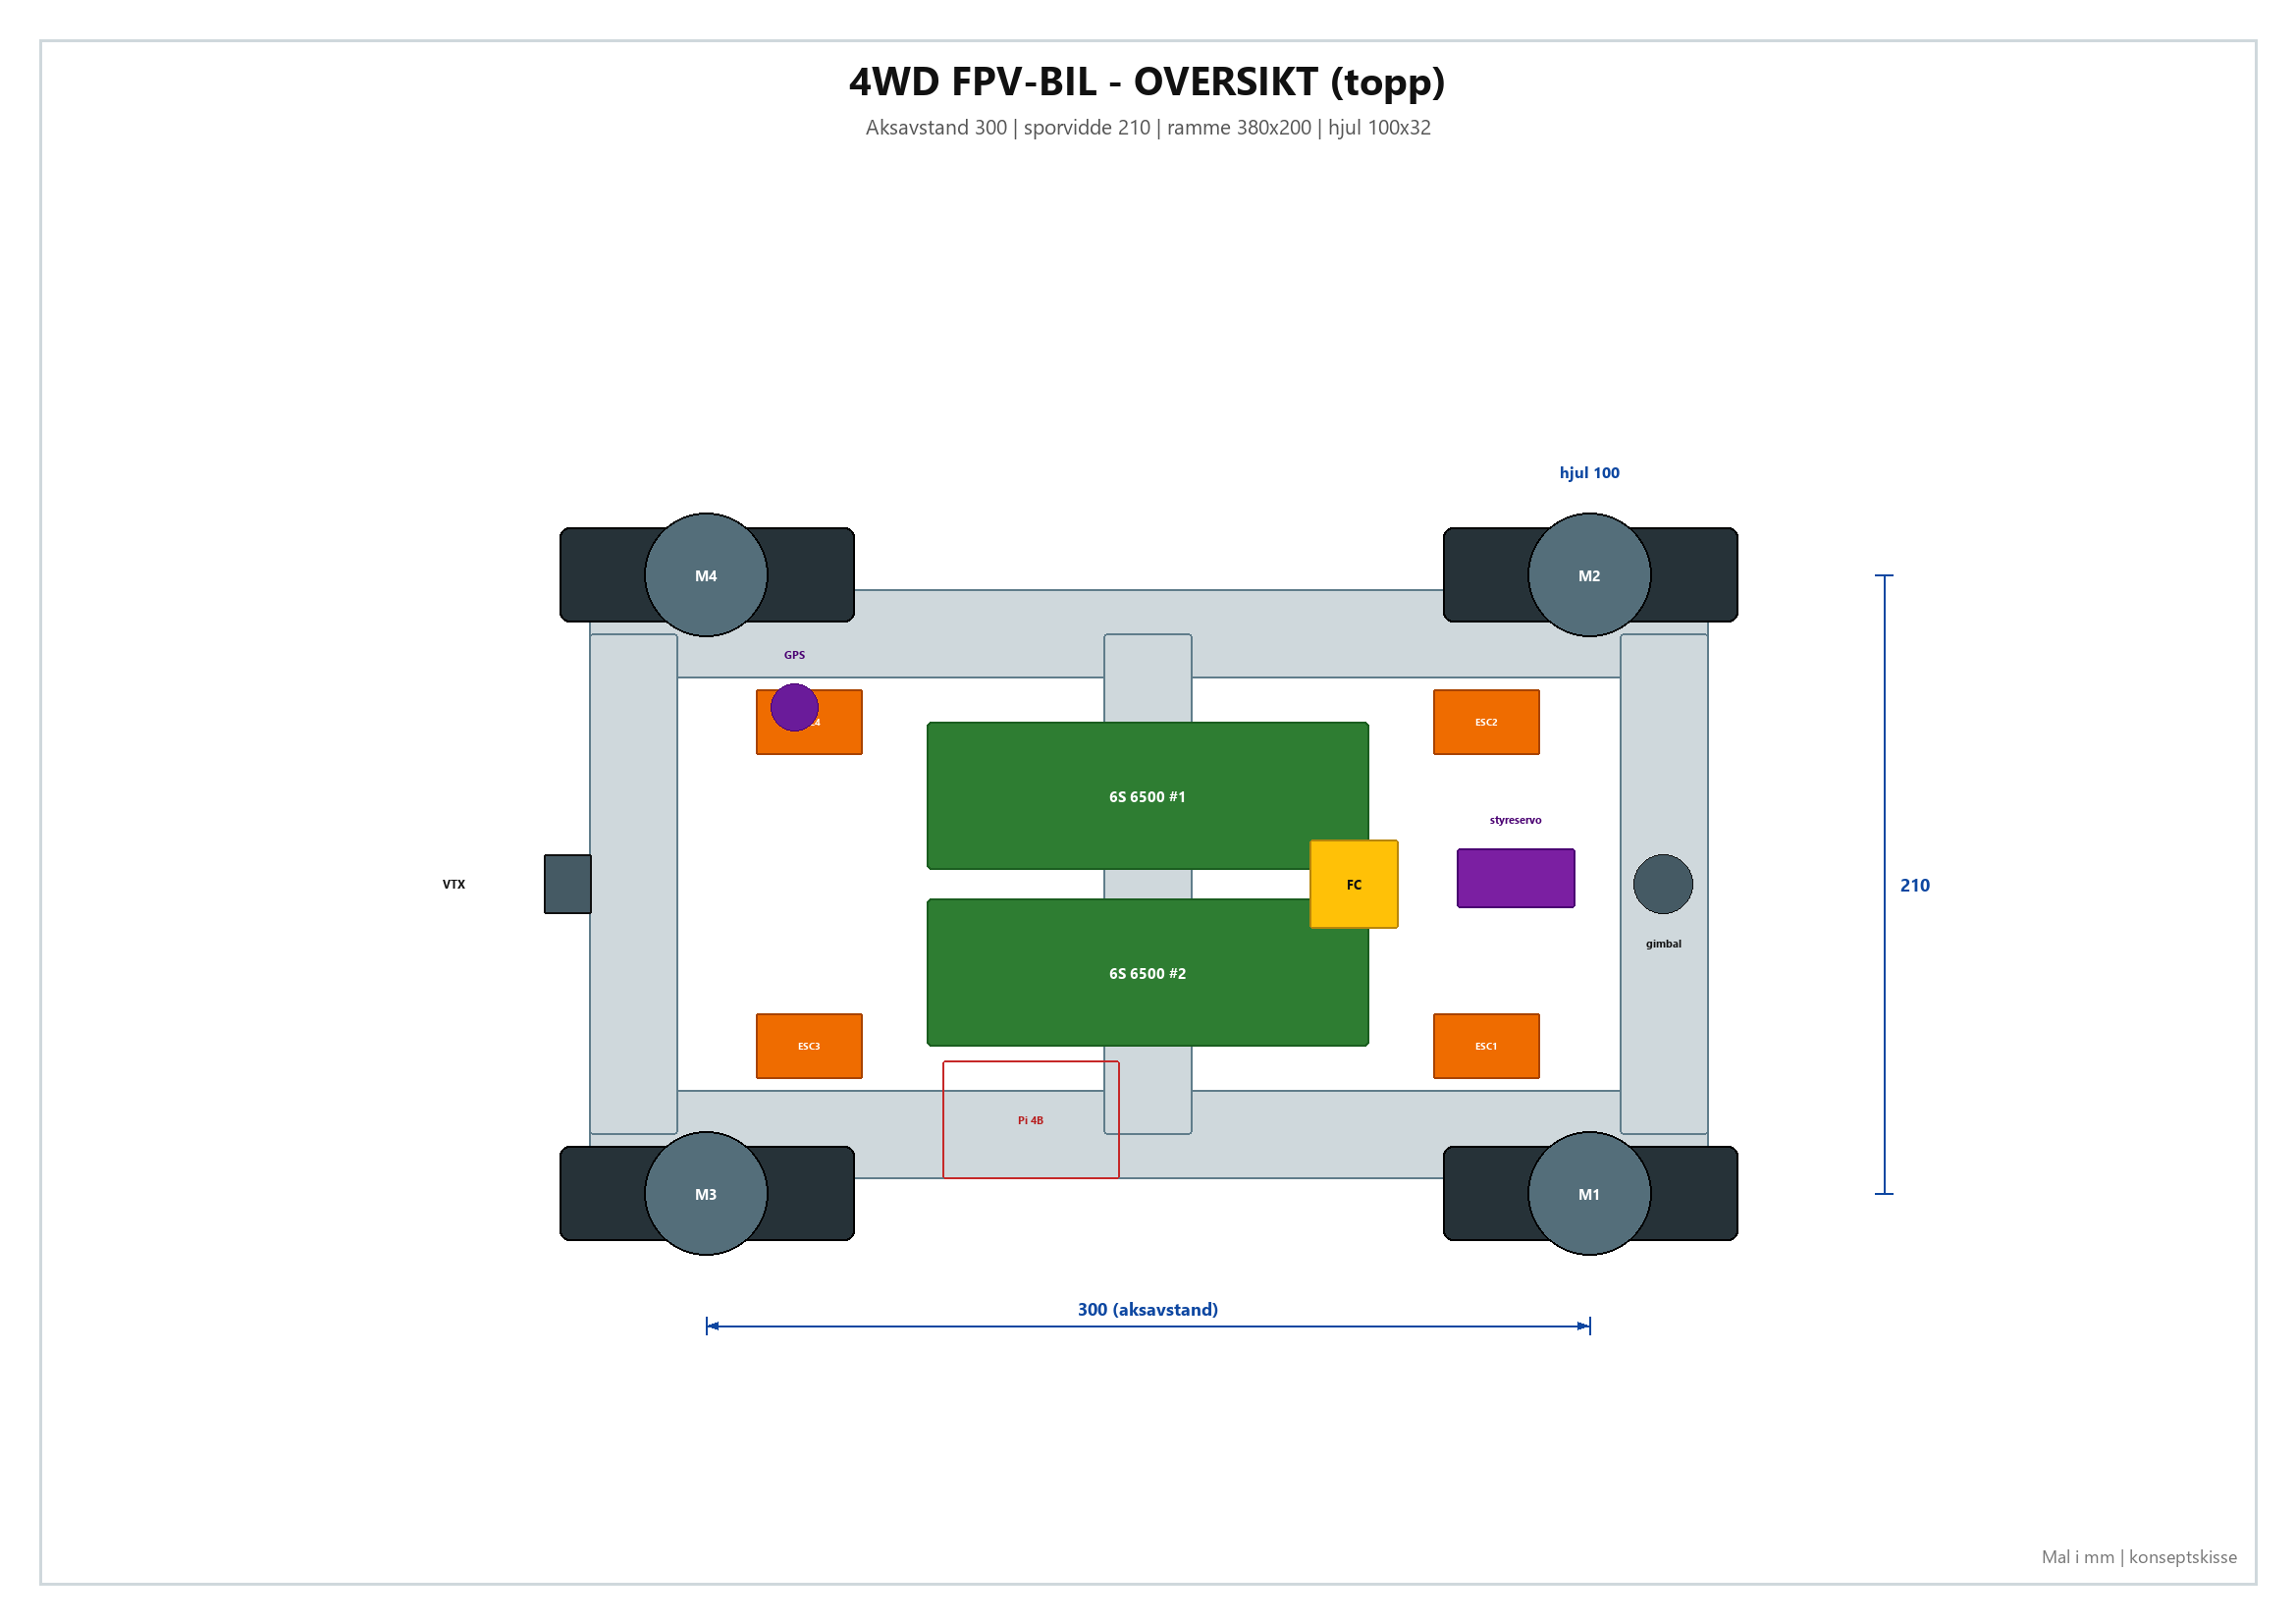 4WD FPV-BIL - OVERSIKT (topp)
Aksavstand 300 | sporvidde 210 | ramme 380x200 | hjul 100x32
hjul 100
M4
M2
GPS
ESC2
6S 6500 #1
styreservo
VTX
FC
210
gimbal
6S 6500 #2
ESC3
ESC1
Pi 4B
M3
M1
300 (aksavstand)
Mal i mm | konseptskisse